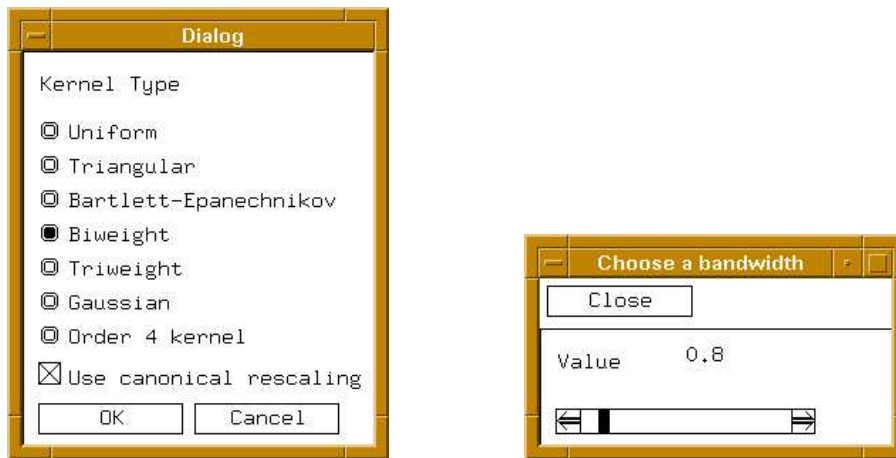 Dialog
Kernel Type
Uniform
Triangular
Bartlett-Epanechnikov
Biweight
Triweight
Gaussian
Order 4 kernel
Use canonical rescaling
OK Cancel
Choose a bandwidth
Close
Value 0.8